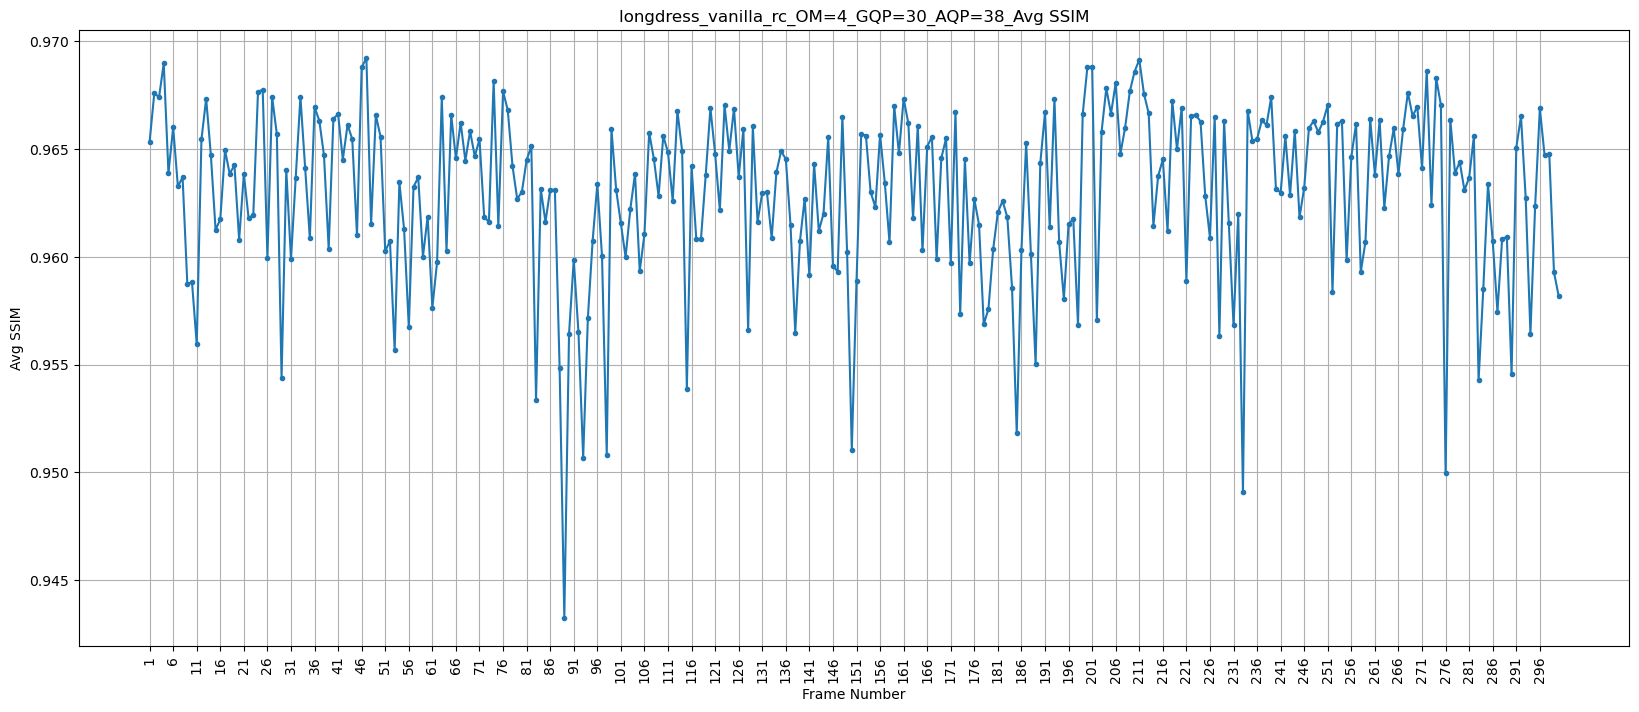 longdress_vanilla_rc_OM=4_GQP=30_AQP=38_Avg SSIM
Avg SSIM
0.970
0.965
0.960
0.955
0.950
0.945
1 6 11 16 21 26 31 36 41 46 51 56 61 66 71 76 81 86 91 96 101 106 111 116 121 126 131 136 141 146 151 156 161 166 171 176 181 186 191 196 201 206 211 216 221 226 231 236 241 246 251 256 261 266 271 276 281 286 291 296
Frame Number